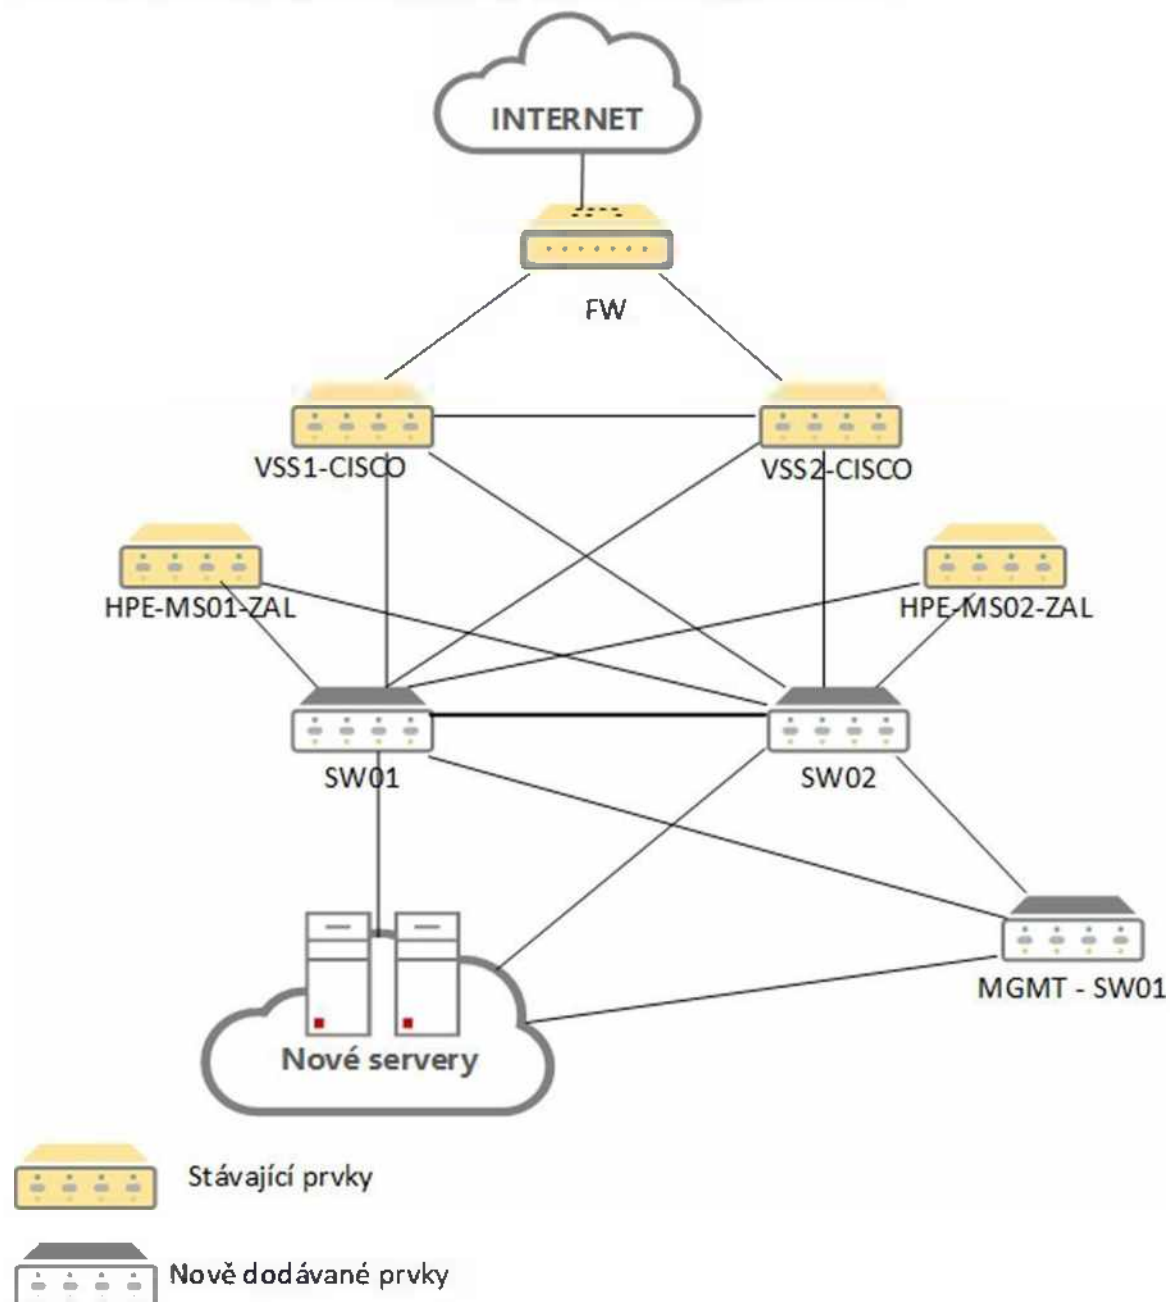 INTERNET
FW
VSS1-CISCO
VSS2-CISCO
HPE-MS01-ZAL
HPE-MS02-ZAL
SW01
SW02
MGMT - SW01
Nové servery
Stávající prvky
Nově dodávané prvky